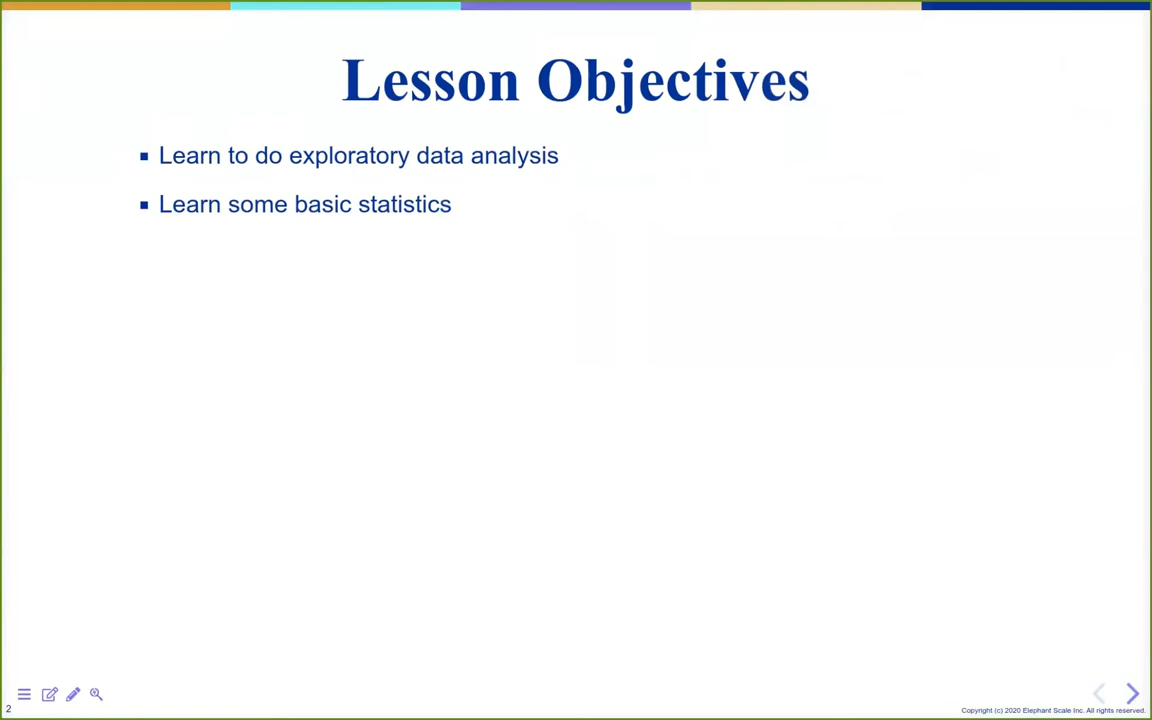 Lesson Objectives
Learn to do exploratory data analysis
Learn some basic statistics
2
Copyright (c) 2020 Elephant Scale Inc. All rights reserved.